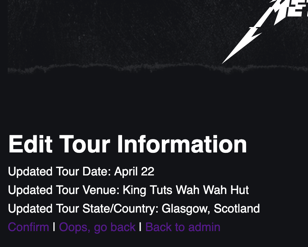 ME
Edit Tour Information
Updated Tour Date: April 22
Updated Tour Venue: King Tuts Wah Wah Hut
Updated Tour State/Country: Glasgow, Scotland
Confirm | Oops, go back | Back to admin